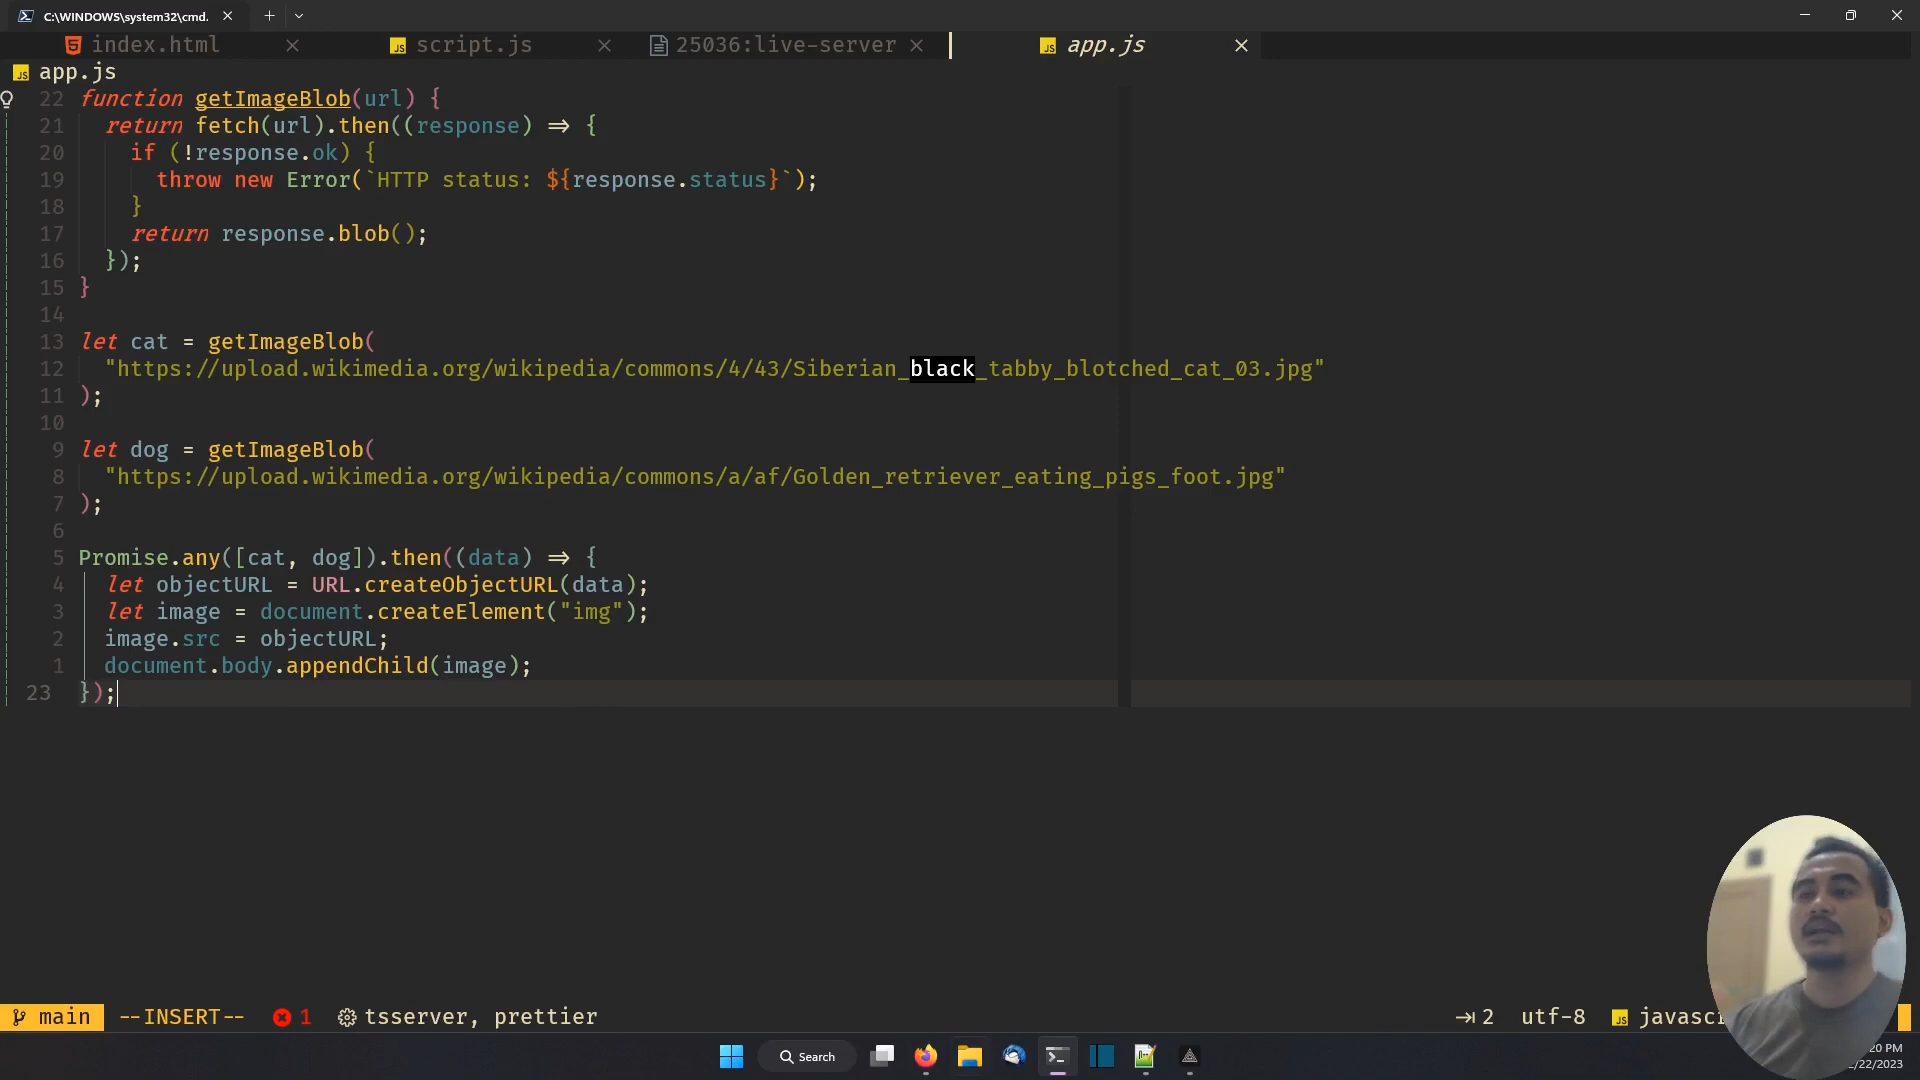 C:\WINDOWS\system32\cmd.
index.html script.js 25036:live-server app.js
app.js
22 function getImageBlob(url) {
21 return fetch(url).then((response) => {
20 if (!response.ok) {
19 throw new Error(`HTTP status: ${response.status}`);
18 }
17 return response.blob();
16 });
15 }
14
13 let cat = getImageBlob(
12 "https://upload.wikimedia.org/wikipedia/commons/4/43/Siberian_black_tabby_blotched_cat_03.jpg"
11 );
10
9 let dog = getImageBlob(
8 "https://upload.wikimedia.org/wikipedia/commons/a/af/Golden_retriever_eating_pigs_foot.jpg"
7 );
6
5 Promise.any([cat, dog]).then((data) => {
4 let objectURL = URL.createObjectURL(data);
3 let image = document.createElement("img");
2 image.src = objectURL;
1 document.body.appendChild(image);
23 });
main --INSERT-- 1 tsserver, prettier 2 utf-8 JS javasc
Search
20 PM
/22/2023